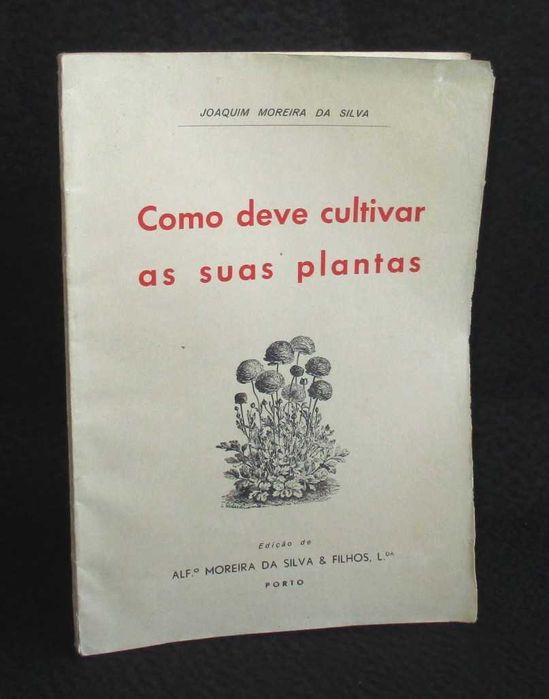 JOAQUIM MOREIRA DA SILVA
Como deve cultivar
as suas plantas
Edição de
ALF.º MOREIRA DA SILVA & FILHOS, L.DA
PORTO